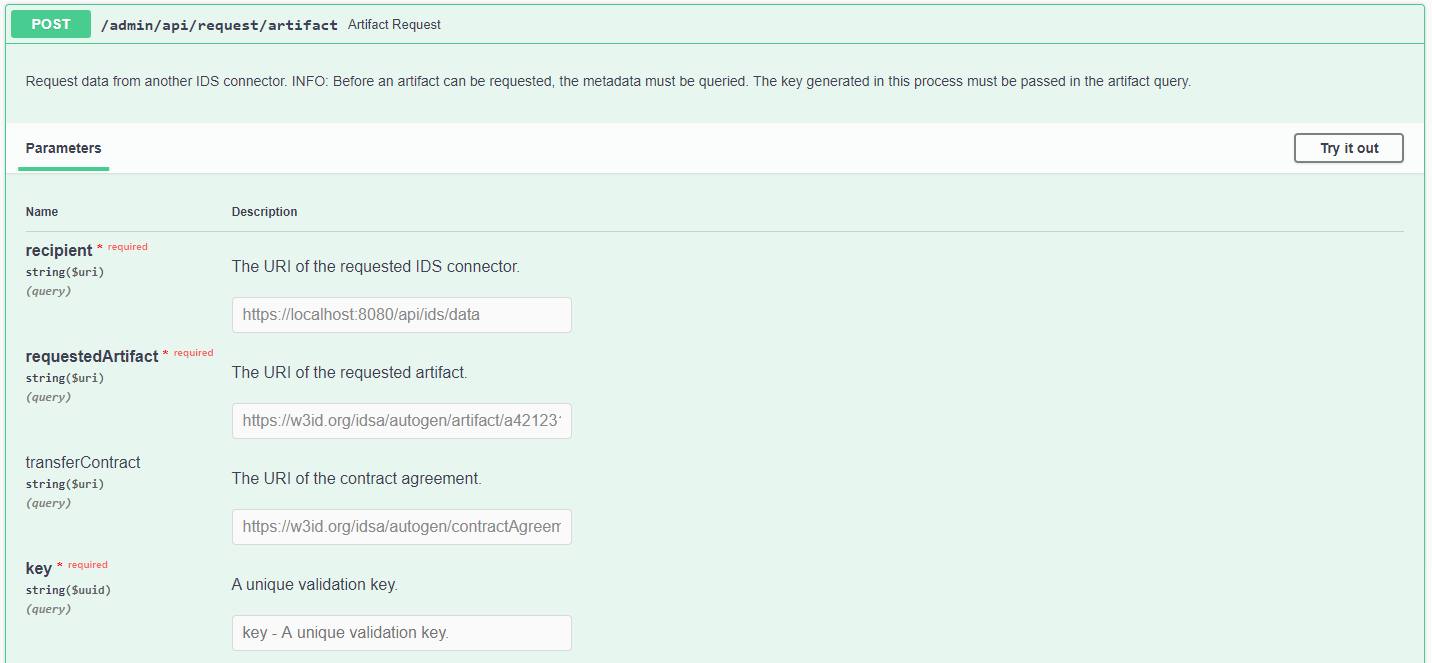 POST /admin/api/request/artifact Artifact Request
Request data from another IDS connector. INFO: Before an artifact can be requested, the metadata must be queried. The key generated in this process must be passed in the artifact query.
Parameters Try it out
Name Description
recipient * required
string($uri)
(query)
The URI of the requested IDS connector.
https://localhost:8080/api/ids/data
requestedArtifact * required
string($uri)
(query)
The URI of the requested artifact.
https://w3id.org/idsa/autogen/artifact/a421231
transferContract
string($uri)
(query)
The URI of the contract agreement.
https://w3id.org/idsa/autogen/contractAgreem
key * required
string($uuid)
(query)
A unique validation key.
key - A unique validation key.